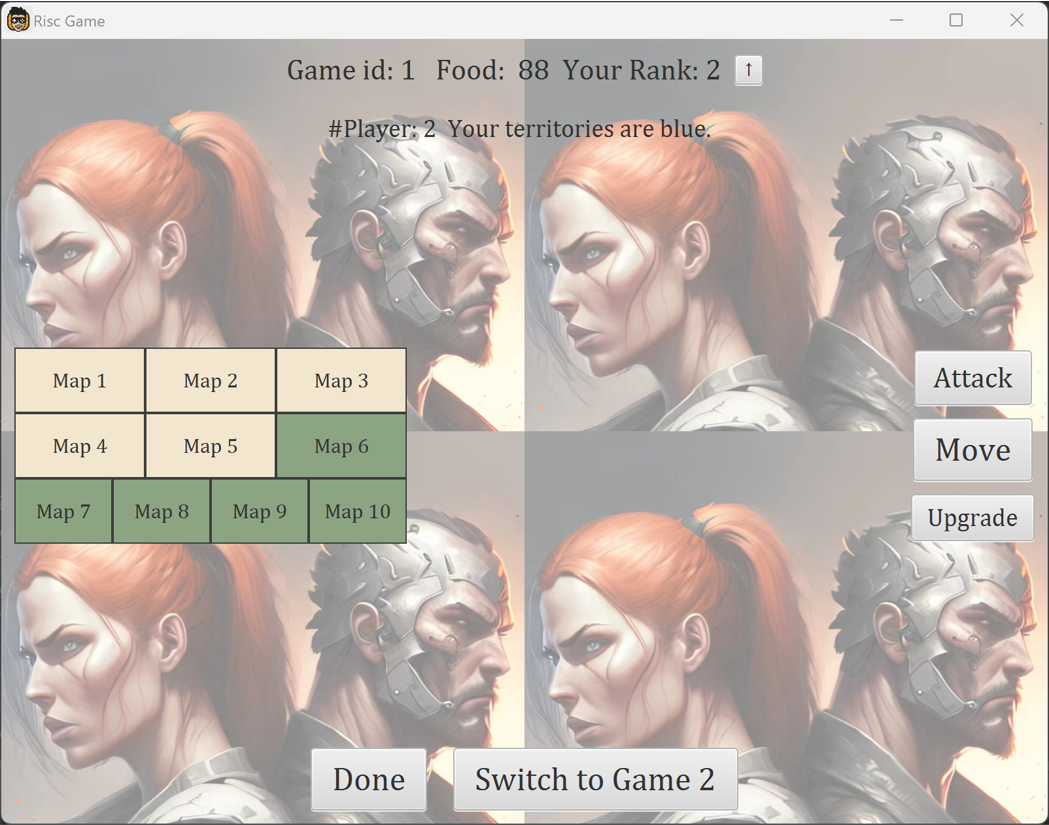 Risc Game
Game id: 1 Food: 88 Your Rank: 2 ↑
#Player: 2 Your territories are blue.
Map 1 Map 2 Map 3
Attack
Map 4 Map 5 Map 6
Move
Map 7 Map 8 Map 9 Map 10
Upgrade
Done Switch to Game 2